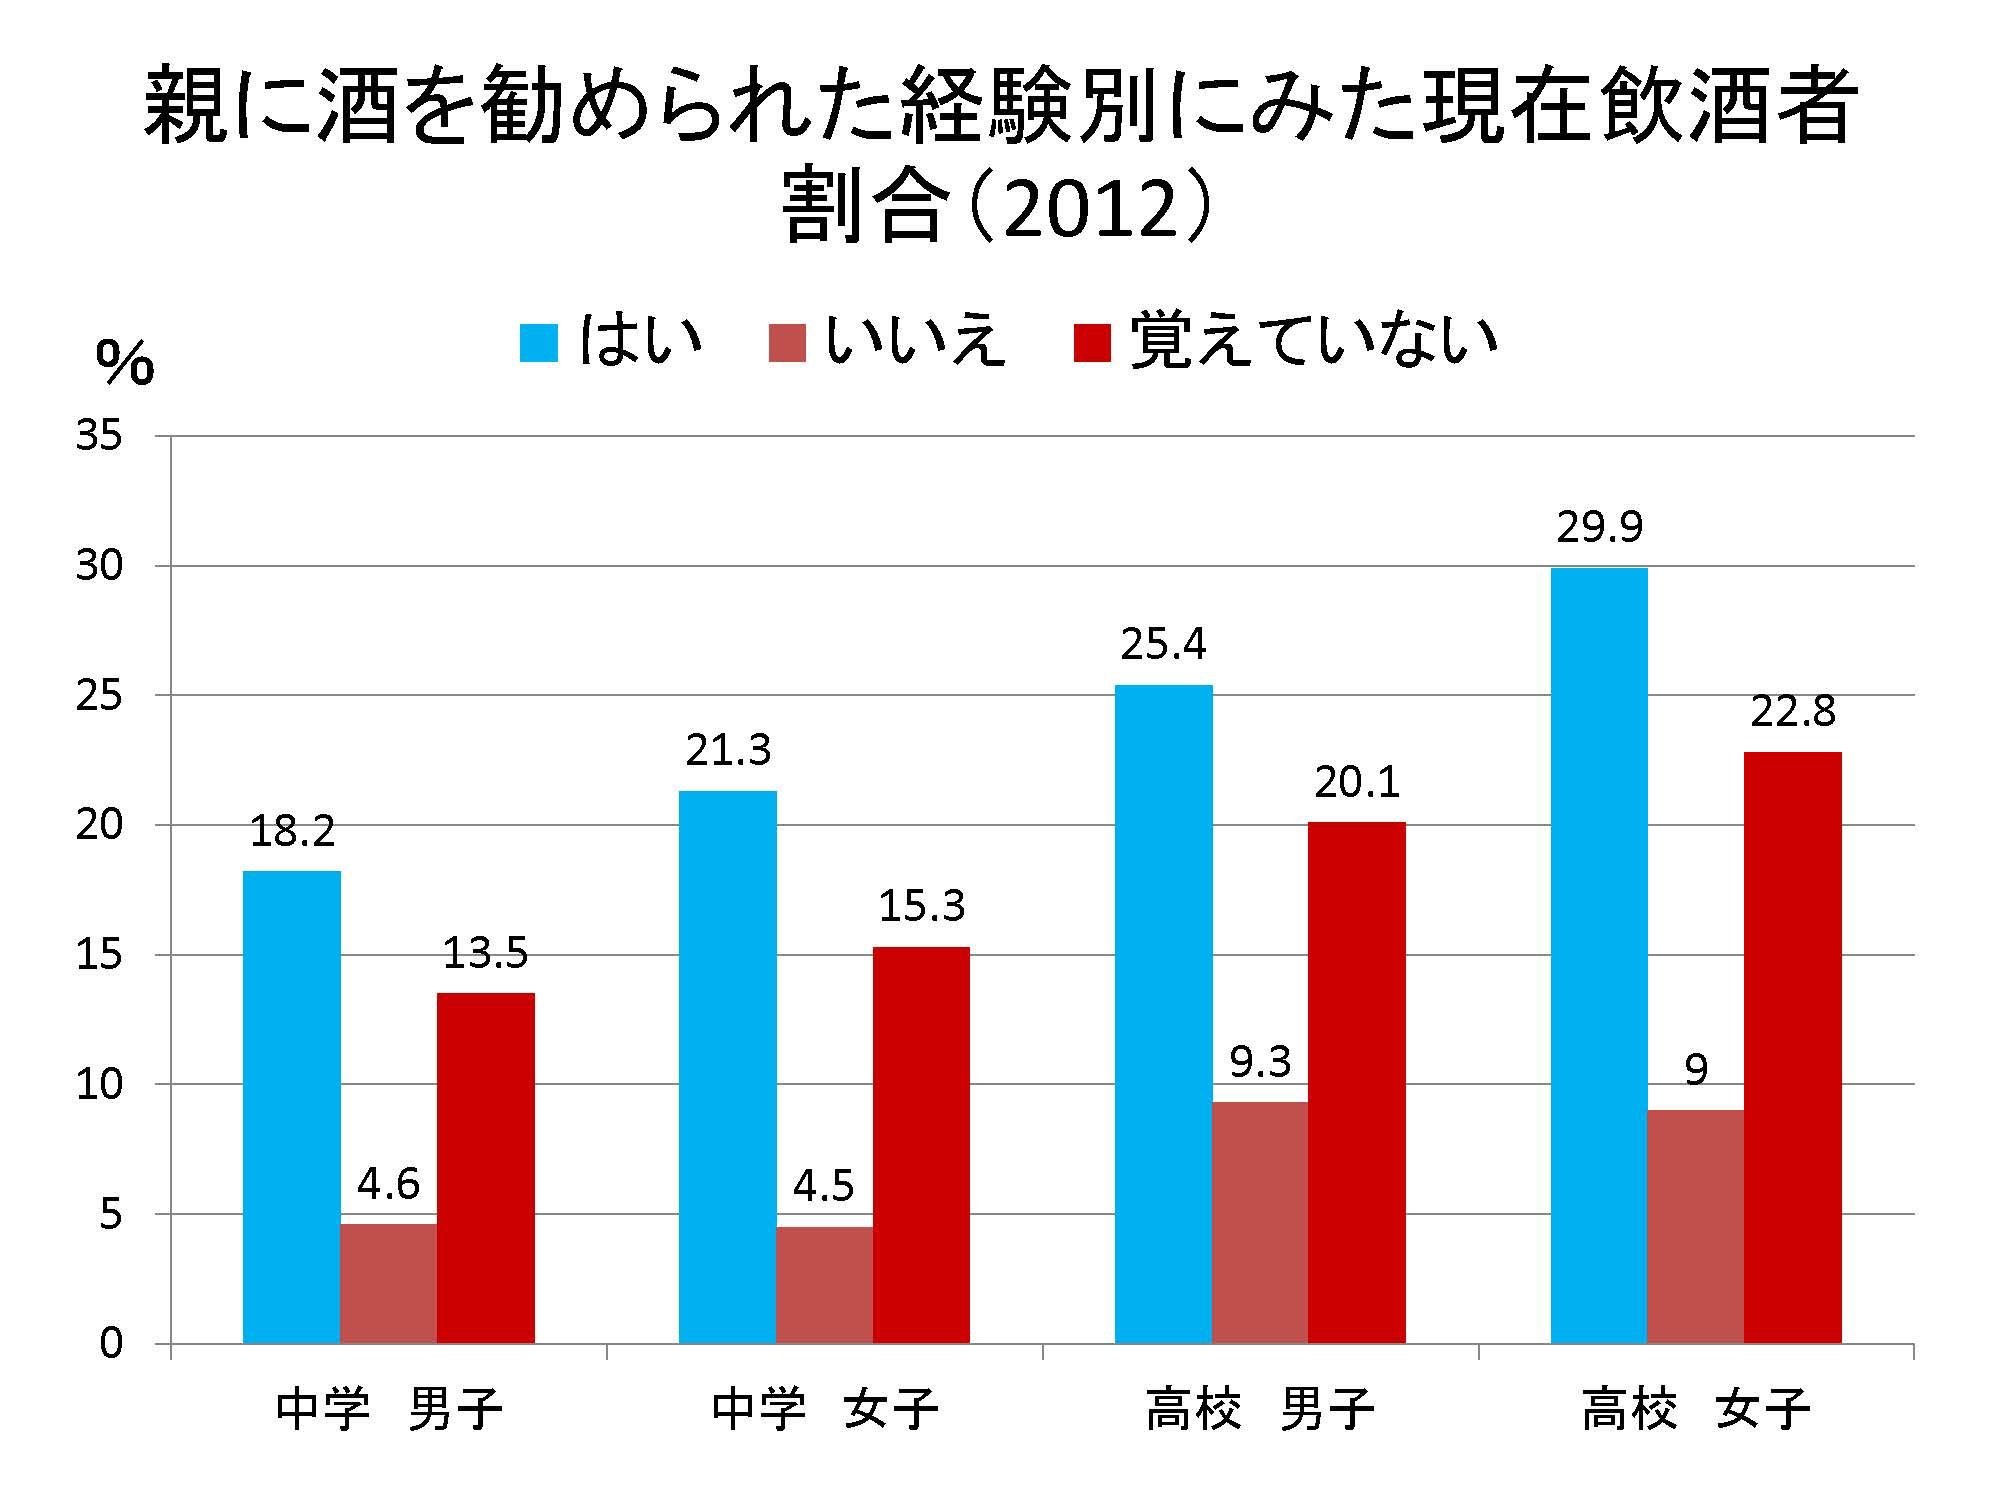 親に酒を勧められた経験別にみた現在飲酒者
割合（2012）
はい いいえ 覚えていない
%
35
30
25
20
15
10
5
0
18.2 4.6 13.5
21.3 4.5 15.3
25.4 9.3 20.1
29.9 9 22.8
中学　男子 中学　女子 高校　男子 高校　女子